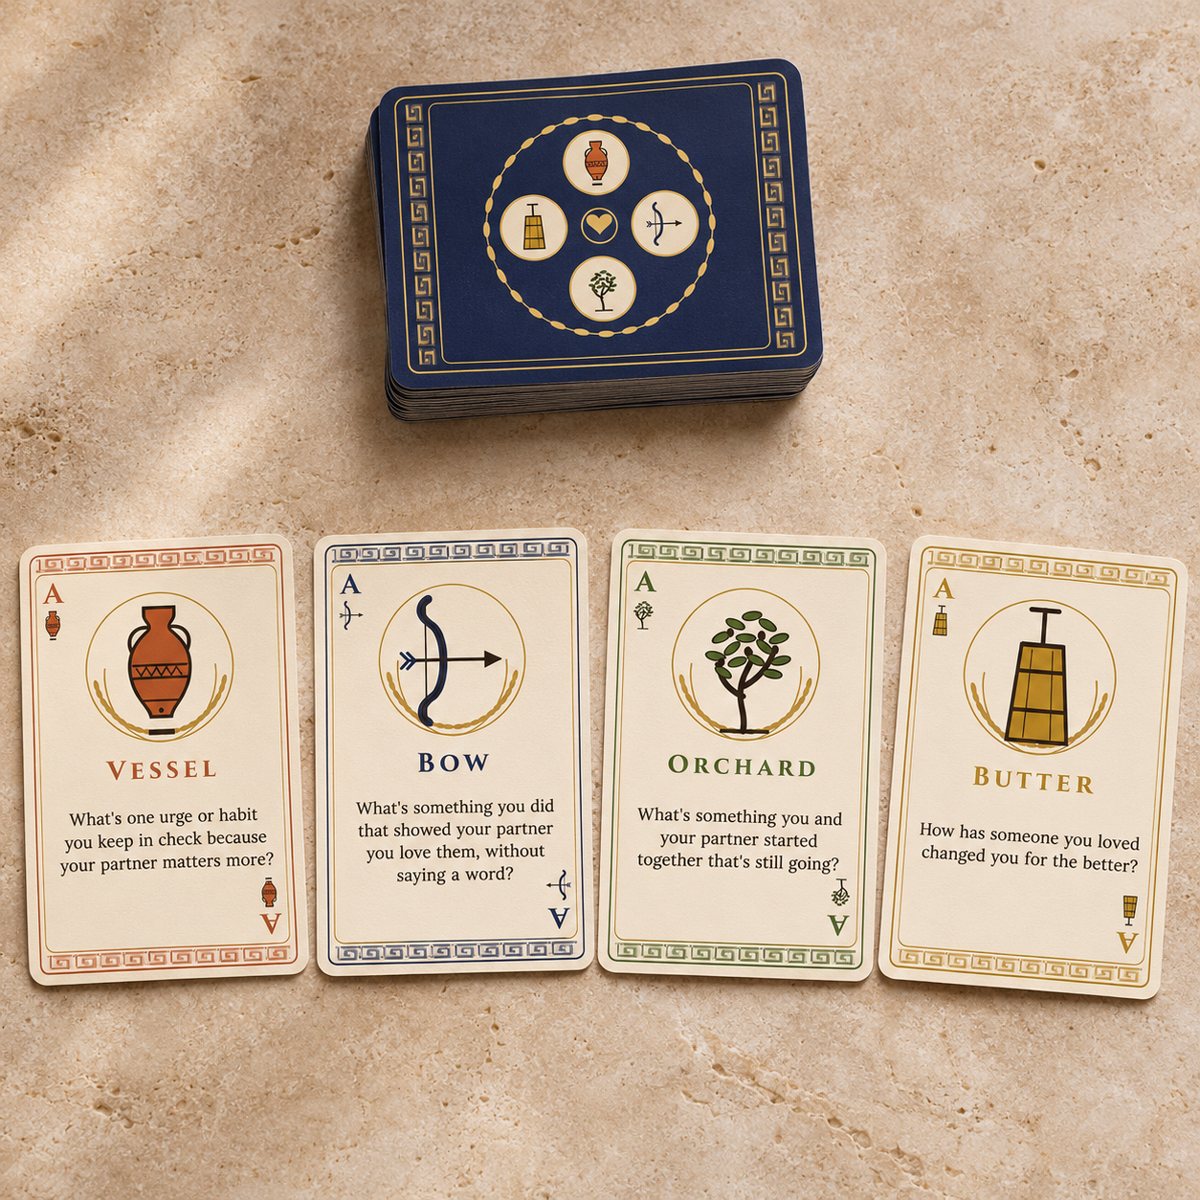 A
VESSEL
What's one urge or habit
you keep in check because
your partner matters more?
A
A
BOW
What's something you did
that showed your partner
you love them, without
saying a word?
A
A
ORCHARD
What's something you and
your partner started
together that's still going?
A
A
BUTTER
How has someone you loved
changed you for the better?
A